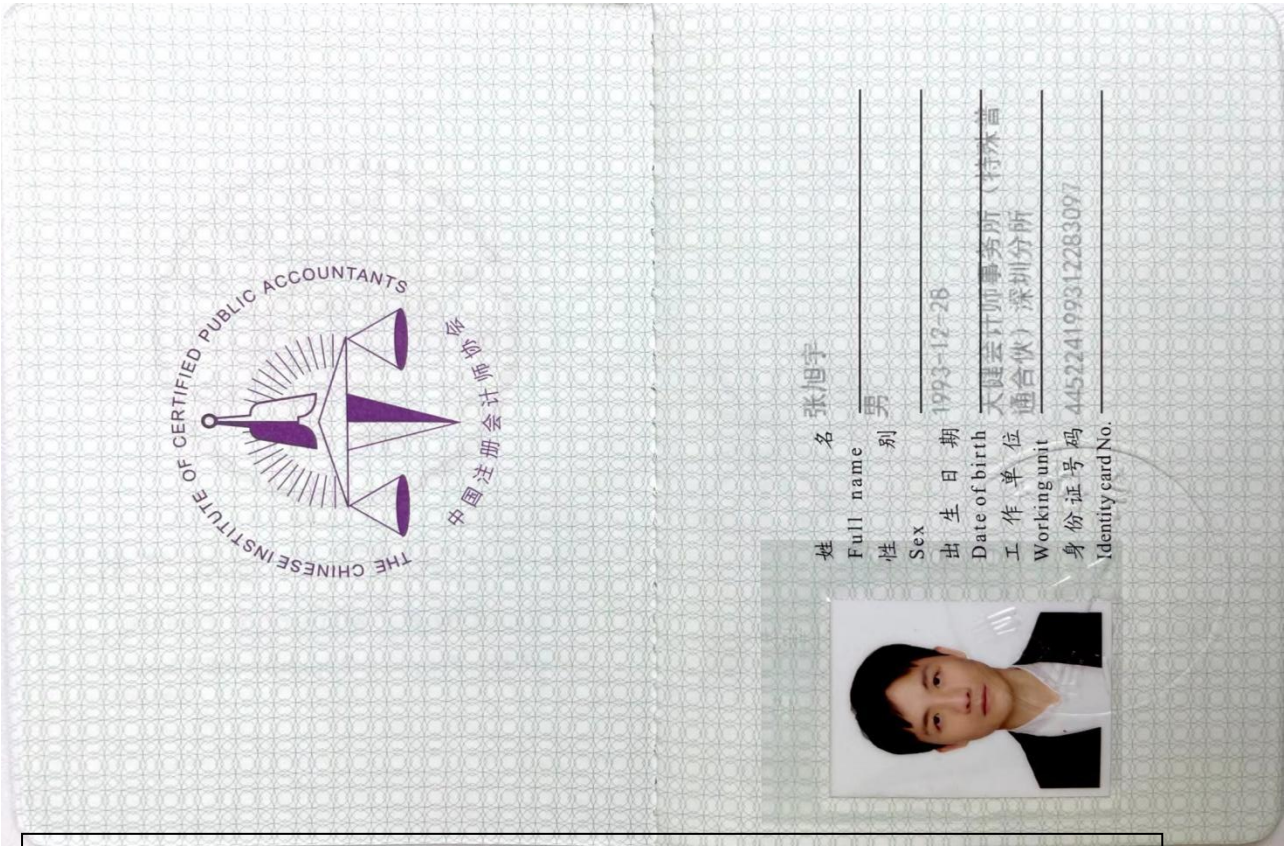 THE CHINESE INSTITUTE OF CERTIFIED PUBLIC ACCOUNTANTS
中国注册会计师协会
姓 名 张旭宇
Full name
性 别 男
Sex
出 生 日 期 1993-12-28
Date of birth
工 作 单 位 天健会计师事务所（特殊普
通合伙）深圳分所
Working unit
身份证号码 445224199312283097
Identity card No.